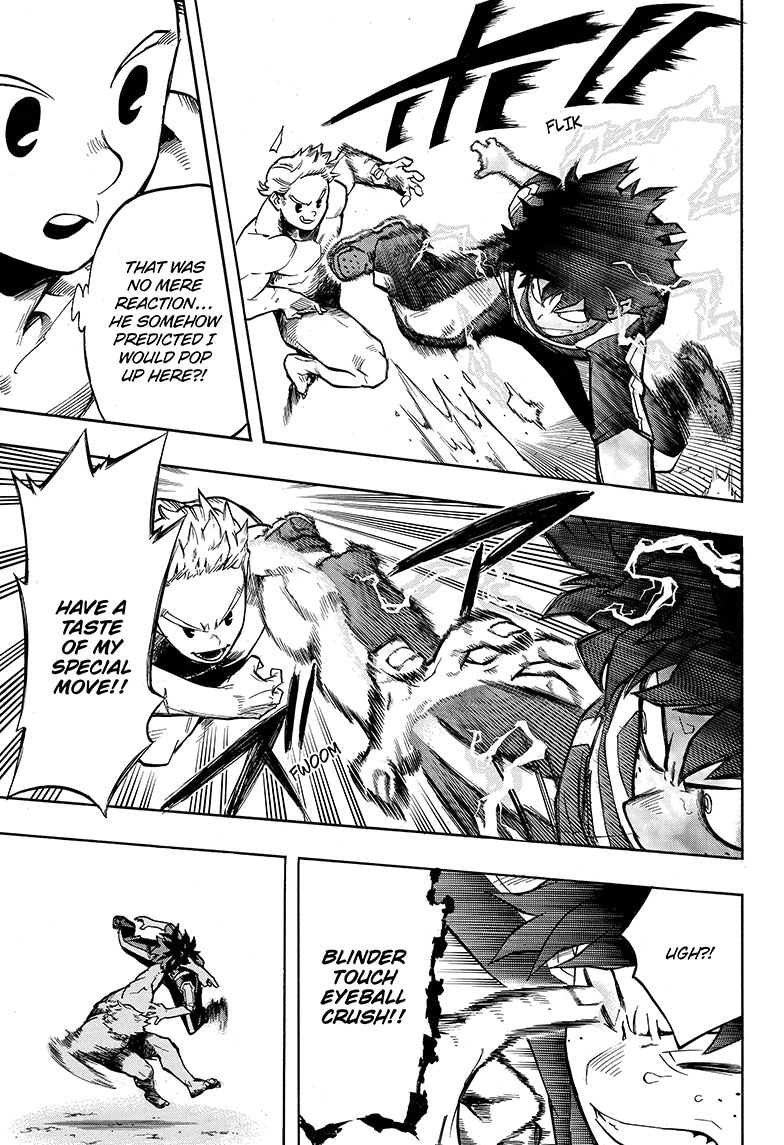 FLIK
THAT WAS
NO MERE
REACTION...
HE SOMEHOW
PREDICTED I
WOULD POP
UP HERE?!
HAVE A
TASTE
OF MY
SPECIAL
MOVE!!
FWOOM
UGH?!
BLINDER
TOUCH
EYEBALL
CRUSH!!